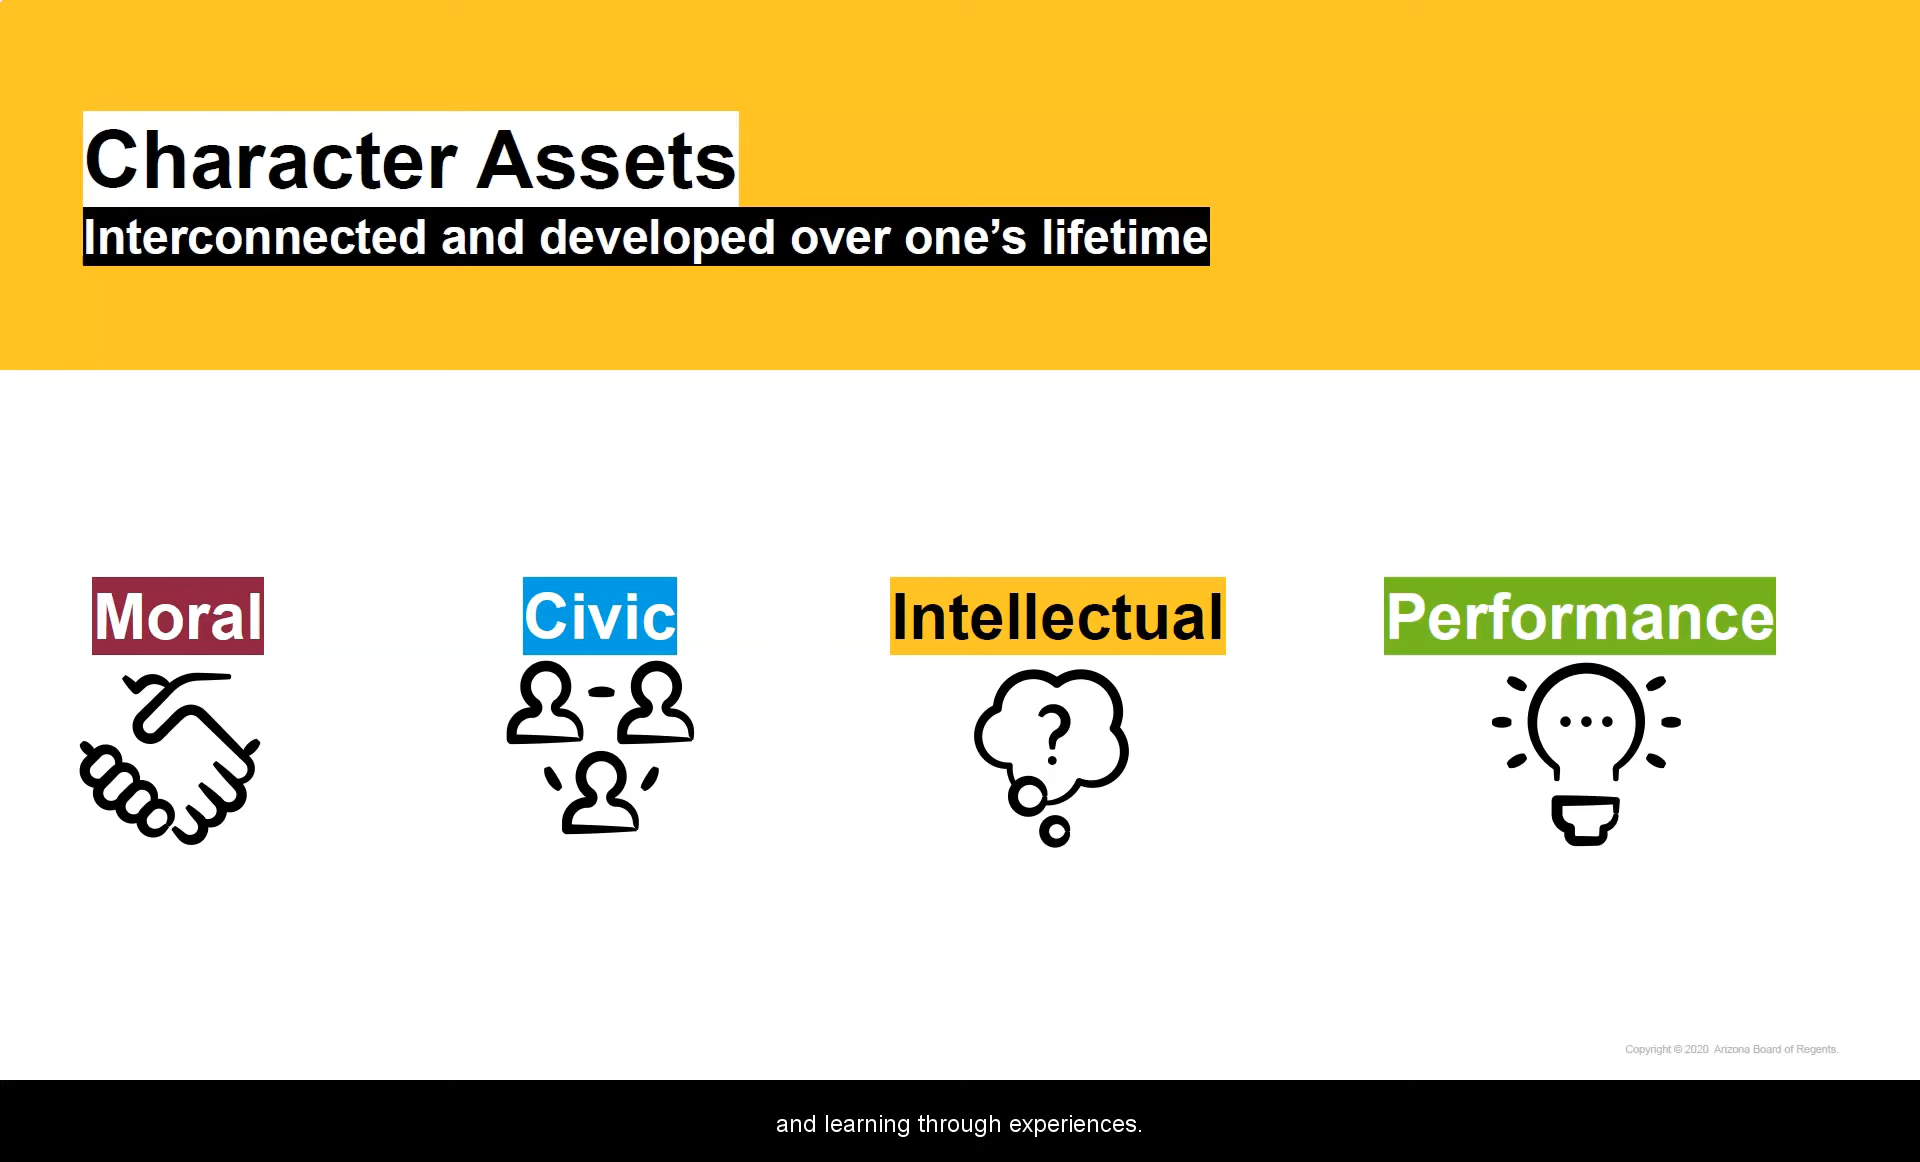 Character Assets
Interconnected and developed over one’s lifetime
Moral
Civic
Intellectual
Performance
?
Copyright © 2020 Arizona Board of Regents.
and learning through experiences.